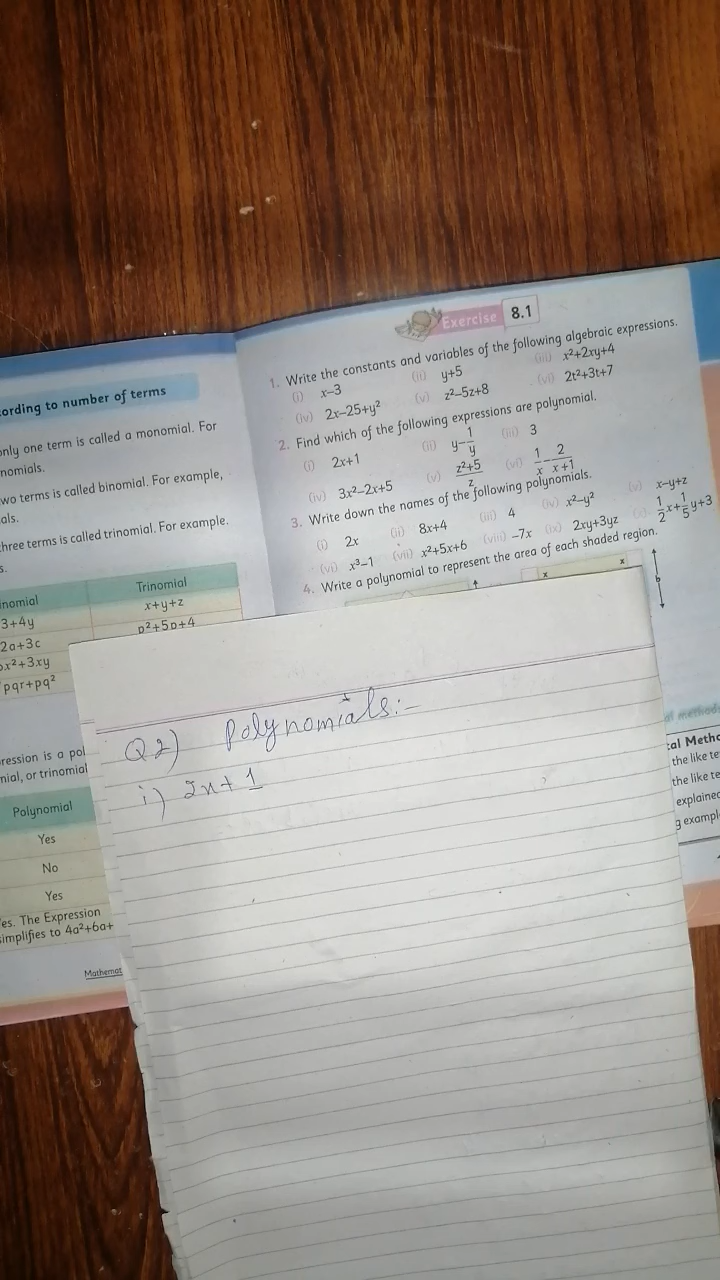 Exercise 8.1
1. Write the constants and variables of the following algebraic expressions.
(i) x-3 (ii) y+5 (iii) x²+2xy+4
(iv) 2x-25+y² (v) z²-5z+8 (vi) 2t²+3t+7
2. Find which of the following expressions are polynomial.
(i) 2x+1 (ii) y-1/y (iii) 3
(iv) 3x²-2x+5 (v) z²+5/z (vi) 1/x-2/x+1
3. Write down the names of the following polynomials.
(i) 2x (ii) 8x+4 (iii) 4 (iv) x²-y² (v) x-y+z
(vi) x³-1 (vii) x²+5x+6 (viii) -7x (ix) 2xy+3yz (x) 1/2x+1/5y+3
4. Write a polynomial to represent the area of each shaded region.
x x
ording to number of terms
only one term is called a monomial. For
nomials.
wo terms is called binomial. For example,
als.
three terms is called trinomial. For example.
s.
nomial Trinomial
3+4y x+y+z
2a+3c p²+5p+4
x²+3xy
pqr+pq²
ression is a pol
nial, or trinomial
Polynomial
Yes
No
Yes
es. The Expression
simplifies to 4a²+6a+
Mathemat
Q2) Polynomials:-
i) 2x+1
al method
cal Metho
the like te
the like te
explained
g exampl